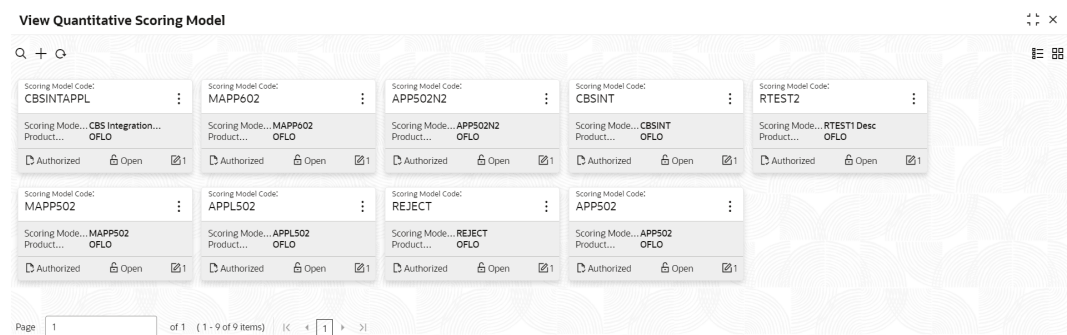 View Quantitative Scoring Model
Scoring Model Code:
CBSINTAPPL
Scoring Mode... CBS Integration...
Product... OFLO
Authorized Open 1
Scoring Model Code:
MAPP602
Scoring Mode... MAPP602
Product... OFLO
Authorized Open 1
Scoring Model Code:
APP502N2
Scoring Mode... APP502N2
Product... OFLO
Authorized Open 1
Scoring Model Code:
CBSINT
Scoring Mode... CBSINT
Product... OFLO
Authorized Open 1
Scoring Model Code:
RTEST2
Scoring Mode... RTEST1 Desc
Product... OFLO
Authorized Open 1
Scoring Model Code:
MAPP502
Scoring Mode... MAPP502
Product... OFLO
Authorized Open 1
Scoring Model Code:
APPL502
Scoring Mode... APPL502
Product... OFLO
Authorized Open 1
Scoring Model Code:
REJECT
Scoring Mode... REJECT
Product... OFLO
Authorized Open 1
Scoring Model Code:
APP502
Scoring Mode... APP502
Product... OFLO
Authorized Open 1
Page 1 of 1 (1 - 9 of 9 items) 1